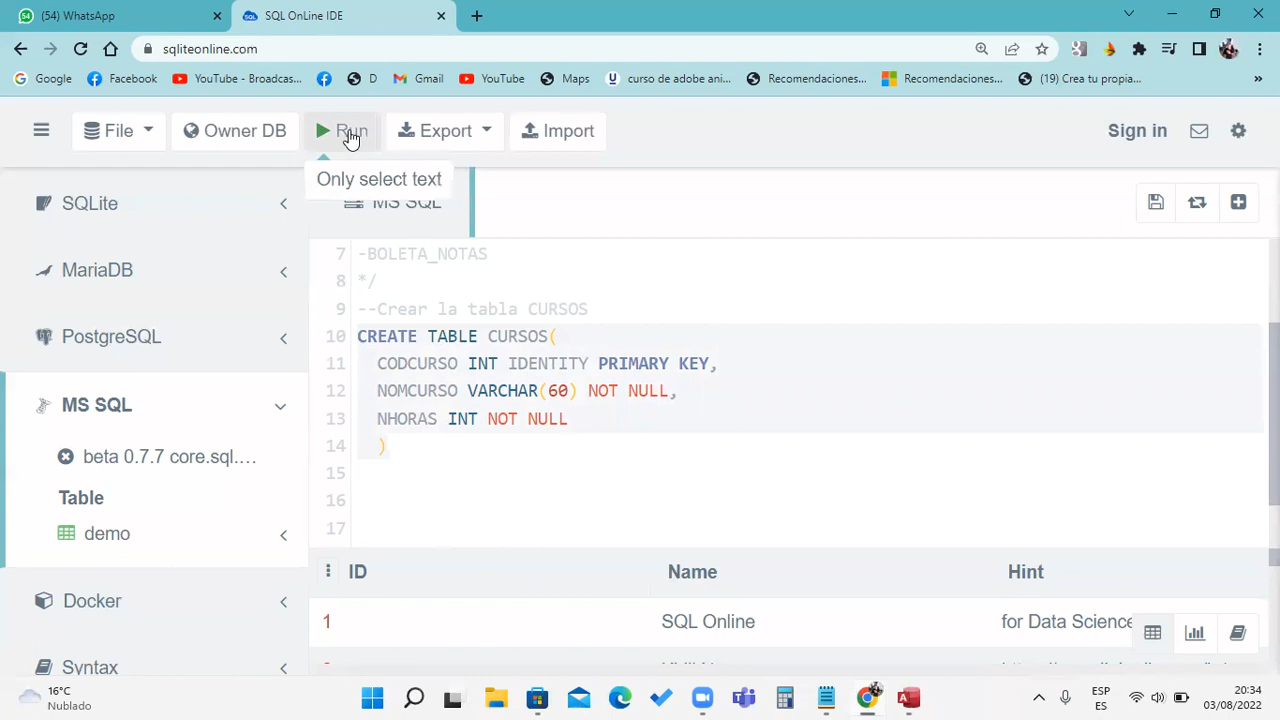 (54) WhatsApp
SQL OnLine IDE
sqliteonline.com
Google
Facebook
YouTube - Broadcas...
D
Gmail
YouTube
Maps
curso de adobe ani...
Recomendaciones...
Recomendaciones...
(19) Crea tu propia...
»
File
Owner DB
Run
Export
Import
Sign in
Only select text
SQLite
MariaDB
PostgreSQL
MS SQL
beta 0.7.7 core.sql....
Table
demo
Docker
Syntax
MS SQL
7 -BOLETA_NOTAS
8 */
9 --Crear la tabla CURSOS
10 CREATE TABLE CURSOS(
11 CODCURSO INT IDENTITY PRIMARY KEY,
12 NOMCURSO VARCHAR(60) NOT NULL,
13 NHORAS INT NOT NULL
14 )
15
16
17
ID Name Hint
1 SQL Online for Data Science
16°C
Nublado
ESP
ES
20:34
03/08/2022